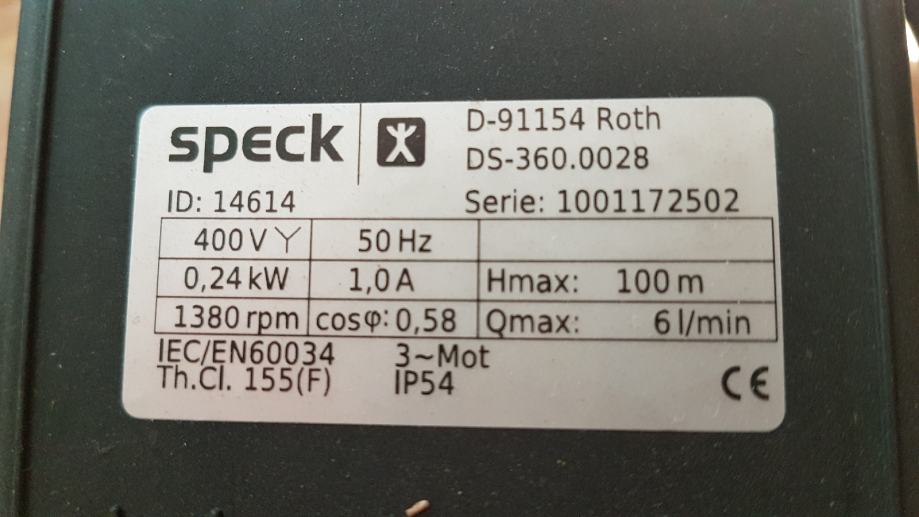 speck D-91154 Roth
DS-360.0028
ID: 14614 Serie: 1001172502
400 V Y 50 Hz
0,24 kW 1,0 A Hmax: 100 m
1380 rpm cosφ: 0,58 Qmax: 6 l/min
IEC/EN60034 3~Mot
Th.Cl. 155(F) IP54 CE